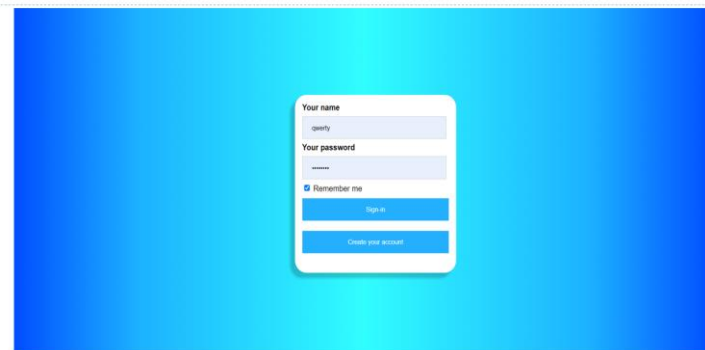 Your name
qwerty
Your password
••••••••
Remember me
Sign in
Create your account